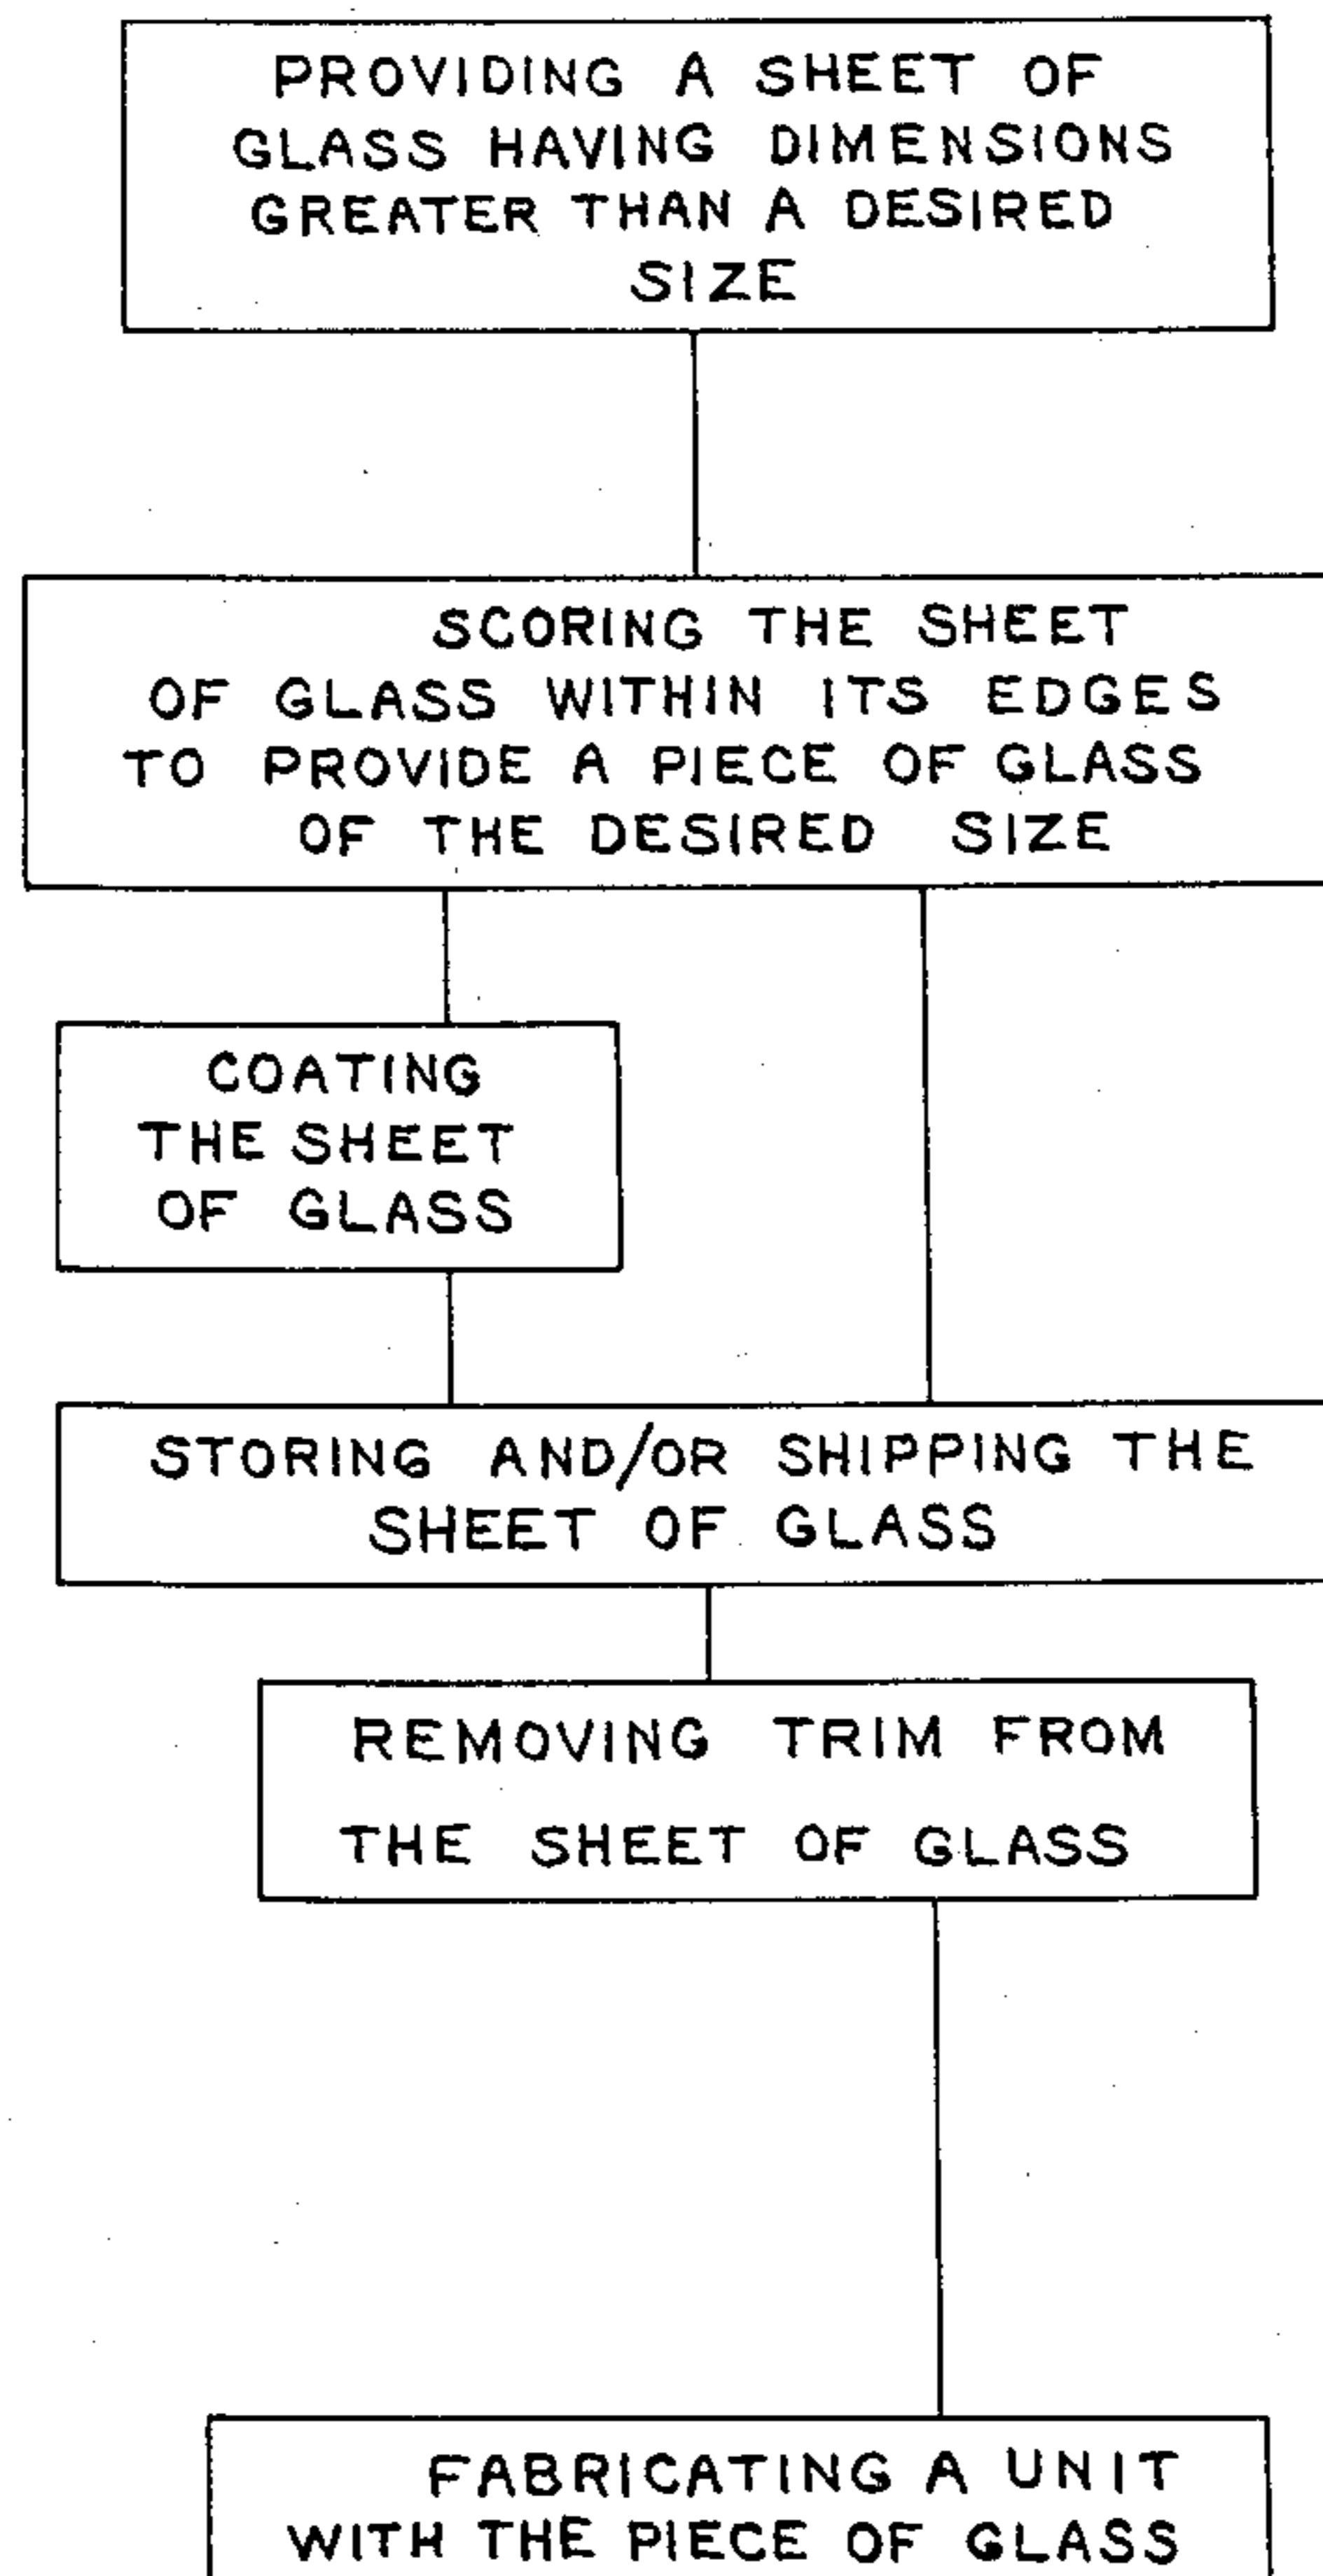 PROVIDING A SHEET OF
GLASS HAVING DIMENSIONS
GREATER THAN A DESIRED
SIZE
SCORING THE SHEET
OF GLASS WITHIN ITS EDGES
TO PROVIDE A PIECE OF GLASS
OF THE DESIRED SIZE
COATING
THE SHEET
OF GLASS
STORING AND/OR SHIPPING THE
SHEET OF GLASS
REMOVING TRIM FROM
THE SHEET OF GLASS
FABRICATING A UNIT
WITH THE PIECE OF GLASS